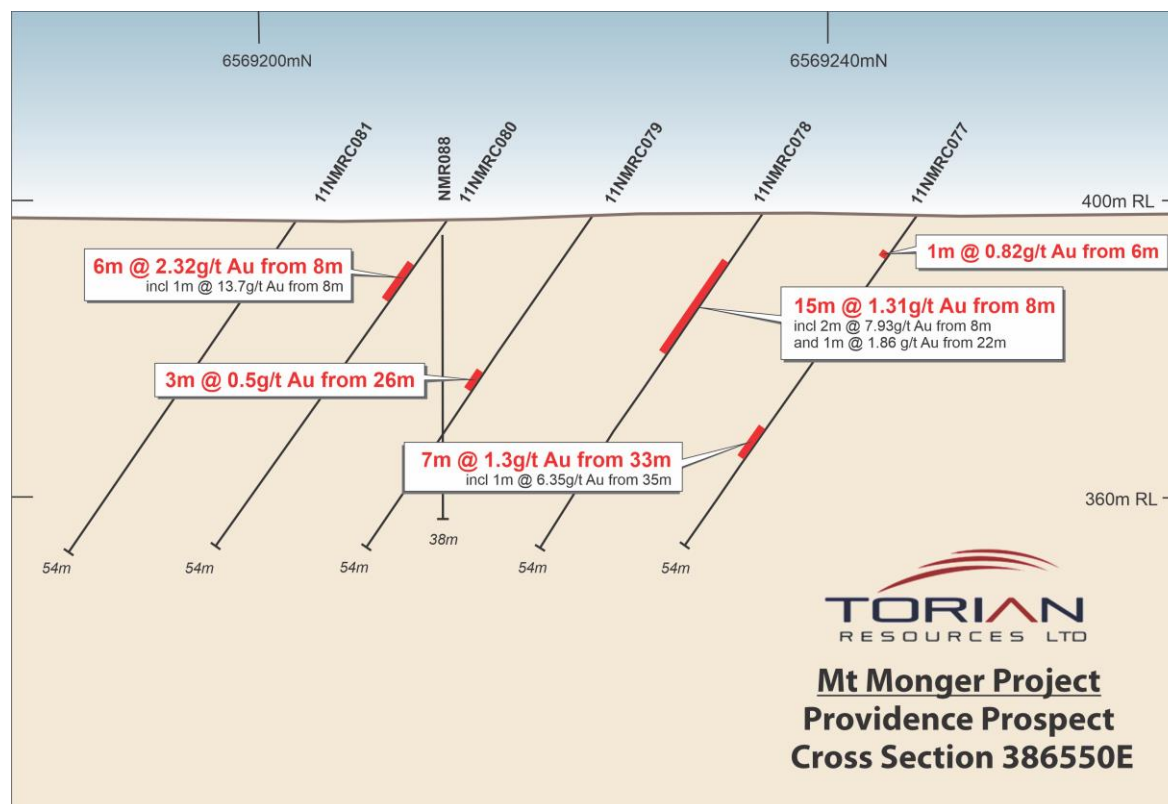 6569200mN
6569240mN
11NMRC081
NMR088
11NMRC080
11NMRC079
11NMRC078
11NMRC077
400m RL
6m @ 2.32g/t Au from 8m
incl 1m @ 13.7g/t Au from 8m
1m @ 0.82g/t Au from 6m
15m @ 1.31g/t Au from 8m
incl 2m @ 7.93g/t Au from 8m
and 1m @ 1.86 g/t Au from 22m
3m @ 0.5g/t Au from 26m
7m @ 1.3g/t Au from 33m
incl 1m @ 6.35g/t Au from 35m
360m RL
38m
54m
54m
54m
54m
54m
TORIAN
RESOURCES LTD
Mt Monger Project
Providence Prospect
Cross Section 386550E